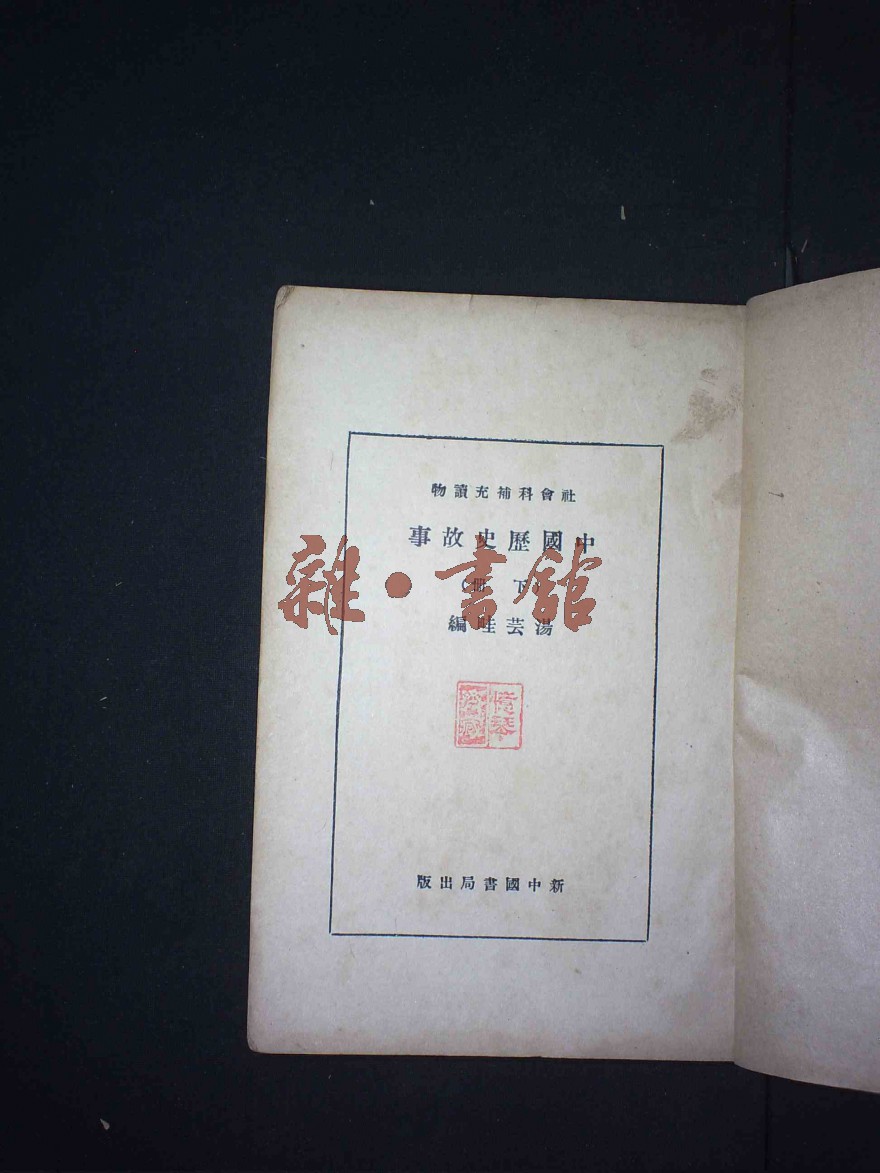 社會科補充讀物
中國歷史故事
下冊
湯芸畦編
雜·書館
新中國書局出版